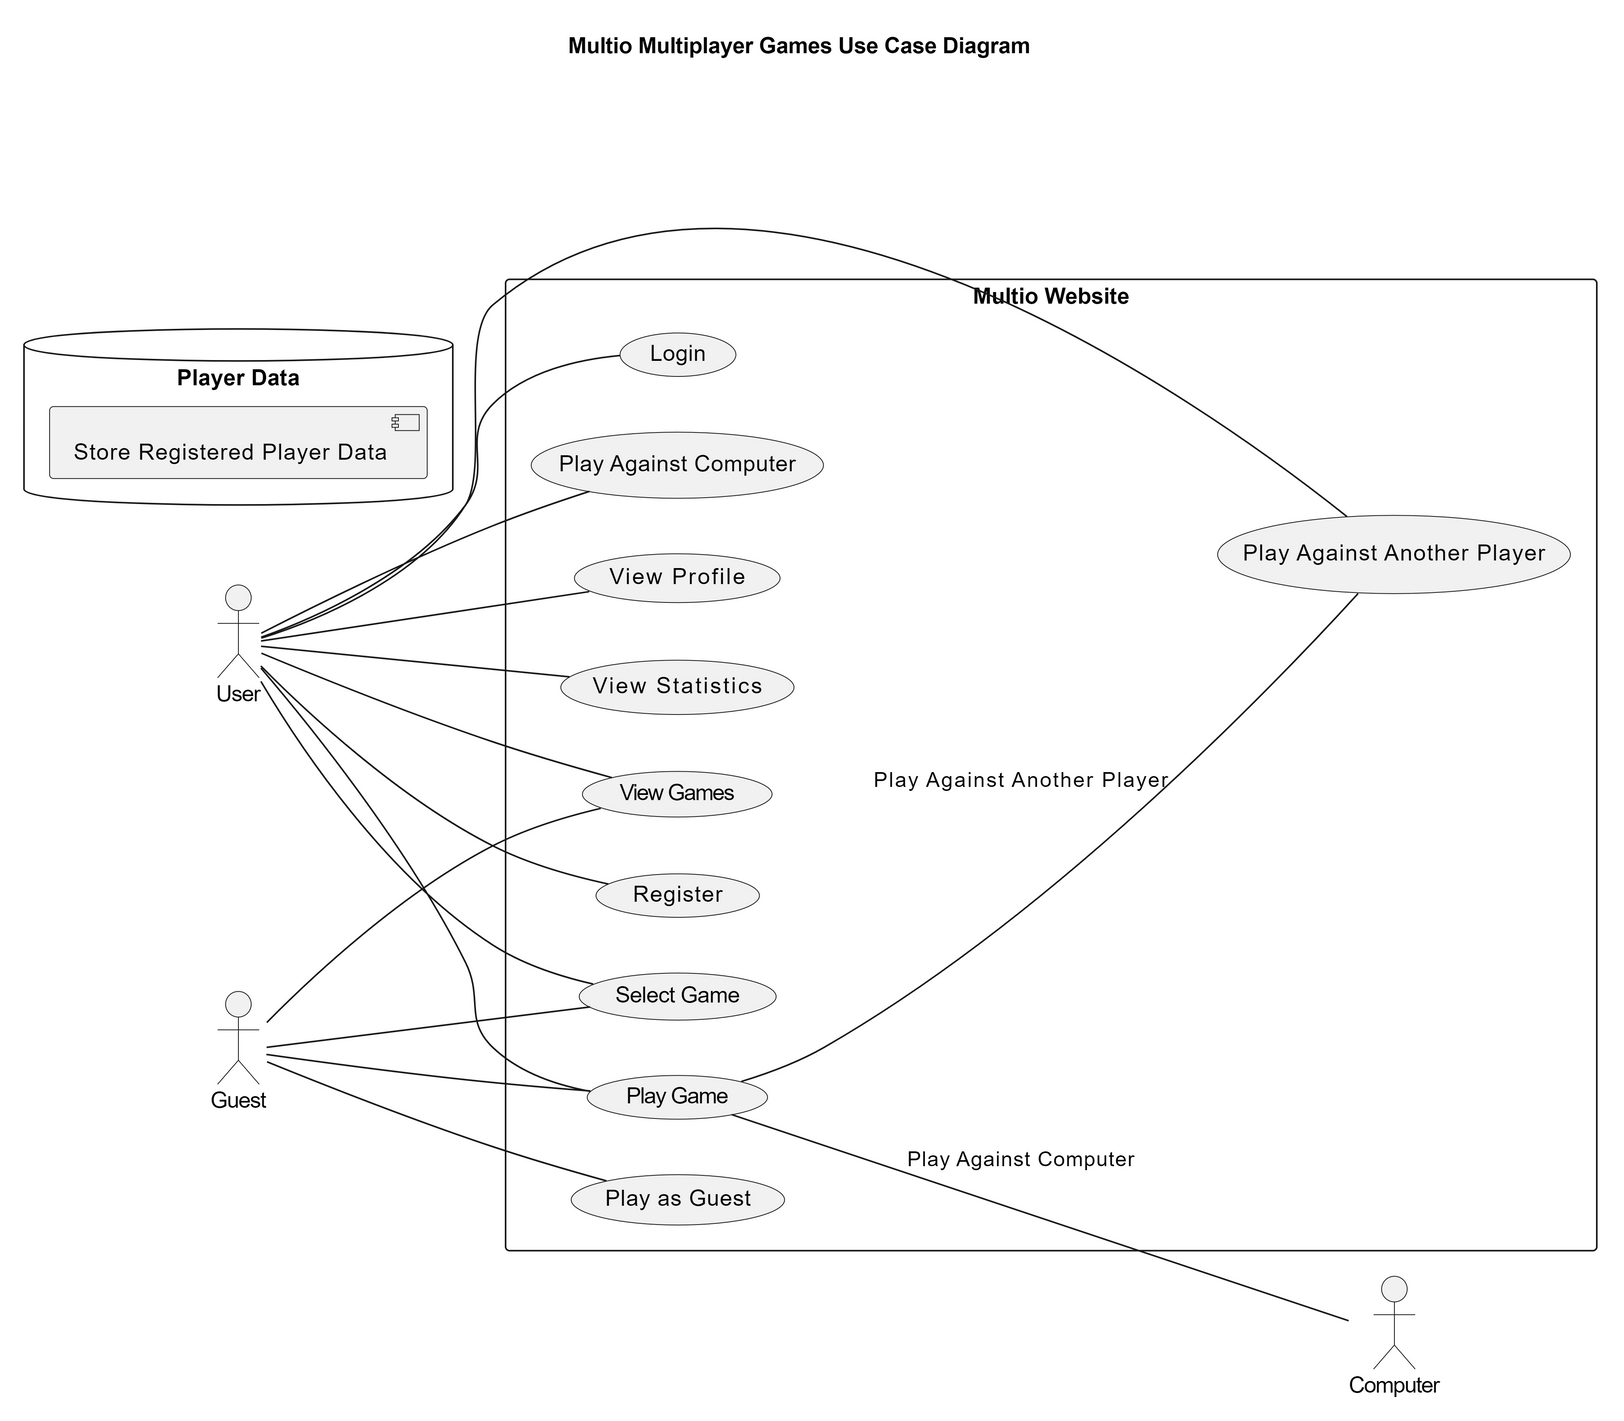 Multio Multiplayer Games Use Case Diagram
Multio Website
Login
Player Data
Store Registered Player Data
Play Against Computer
Play Against Another Player
View Profile
User
View Statistics
Play Against Another Player
View Games
Register
Select Game
Guest
Play Game
Play Against Computer
Play as Guest
Computer